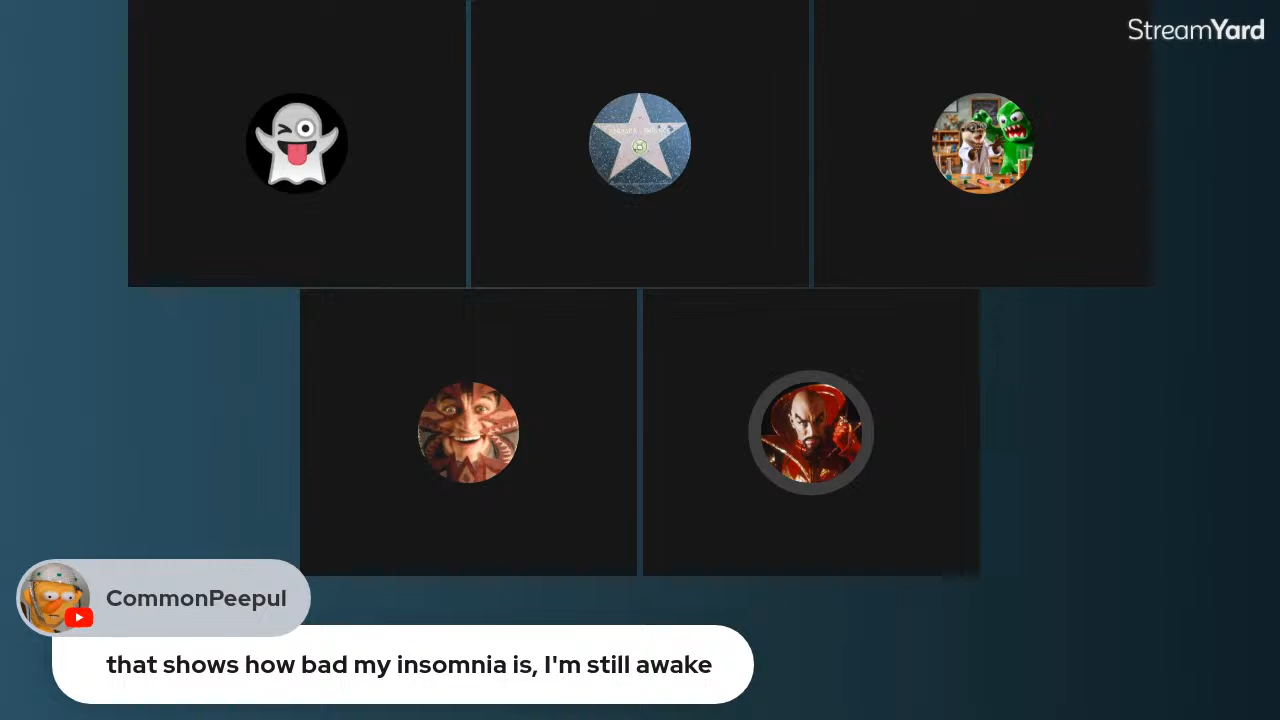 StreamYard
CommonPeepul
that shows how bad my insomnia is, I'm still awake